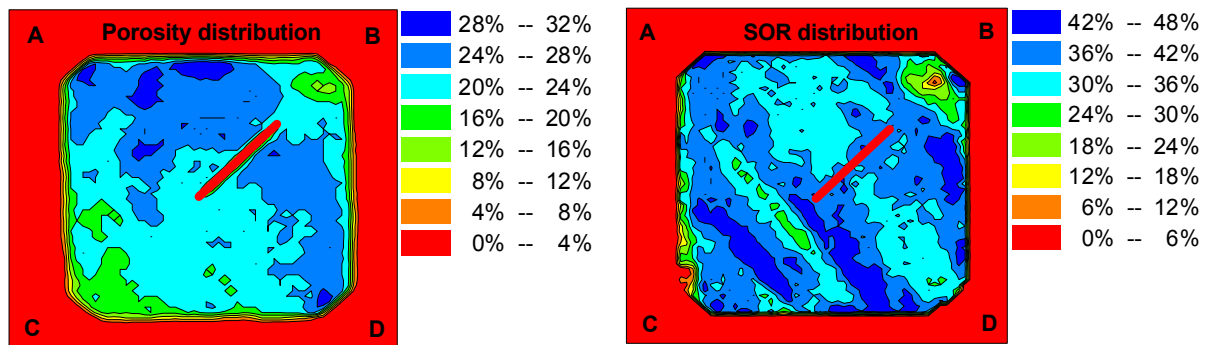 A Porosity distribution B
C D
28% -- 32%
24% -- 28%
20% -- 24%
16% -- 20%
12% -- 16%
8% -- 12%
4% -- 8%
0% -- 4%
A SOR distribution B
C D
42% -- 48%
36% -- 42%
30% -- 36%
24% -- 30%
18% -- 24%
12% -- 18%
6% -- 12%
0% -- 6%